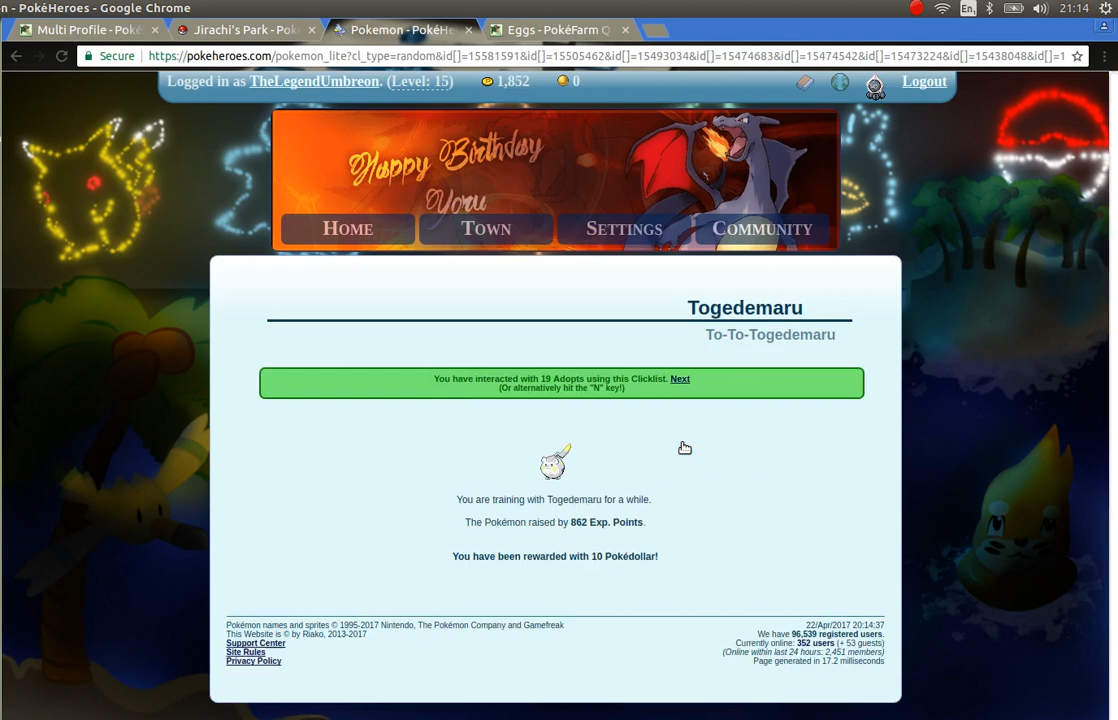 n - PokéHeroes - Google Chrome
En,
21:14
Multi Profile - Poké
Jirachi's Park - Pok
Pokemon - PokéHe
Eggs - PokéFarm Q
Secure
https://pokeheroes.com/pokemon_lite?cl_type=random&id[]=15581591&id[]=15505462&id[]=15493034&id[]=15474683&id[]=15474542&id[]=15473224&id[]=15438048&id[]=1
Logged in as TheLegendUmbreon. (Level: 15)
1,852
0
Logout
Happy Birthday
Yoru
Home
Town
Settings
Community
Togedemaru
To-To-Togedemaru
You have interacted with 19 Adopts using this Clicklist. Next
(Or alternatively hit the "N" key!)
You are training with Togedemaru for a while.
The Pokémon raised by 862 Exp. Points.
You have been rewarded with 10 Pokédollar!
Pokémon names and sprites © 1995-2017 Nintendo, The Pokémon Company and Gamefreak
This Website is © by Riako, 2013-2017
Support Center
Site Rules
Privacy Policy
22/Apr/2017 20:14:37
We have 96,539 registered users.
Currently online: 352 users (+ 53 guests)
(Online within last 24 hours: 2,451 members)
Page generated in 17.2 milliseconds